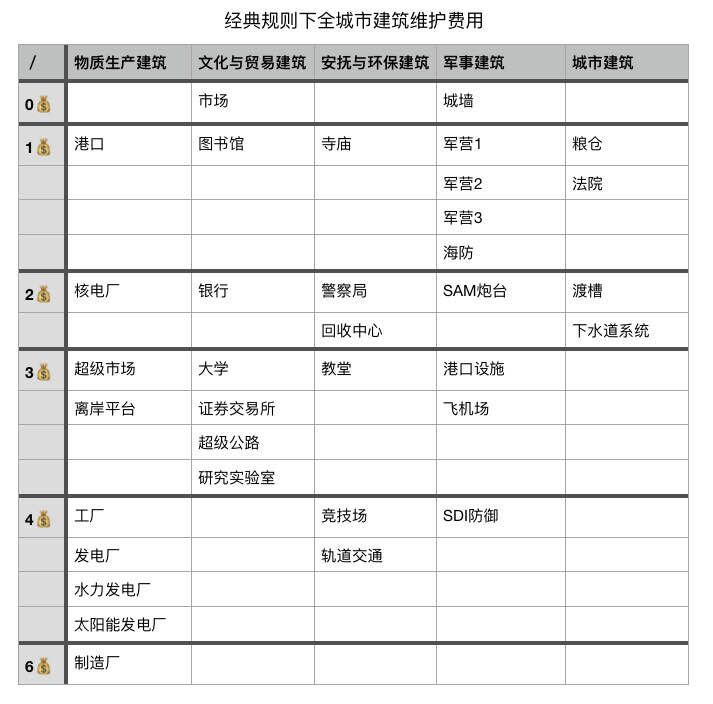 经典规则下全城市建筑维护费用
/ 物质生产建筑 文化与贸易建筑 安抚与环保建筑 军事建筑 城市建筑
0💰 市场 城墙
1💰 港口 图书馆 寺庙 军营1 粮仓
军营2 法院
军营3
海防
2💰 核电厂 银行 警察局 SAM炮台 渡槽
回收中心 下水道系统
3💰 超级市场 大学 教堂 港口设施
离岸平台 证券交易所 飞机场
超级公路
研究实验室
4💰 工厂 竞技场 SDI防御
发电厂 轨道交通
水力发电厂
太阳能发电厂
6💰 制造厂